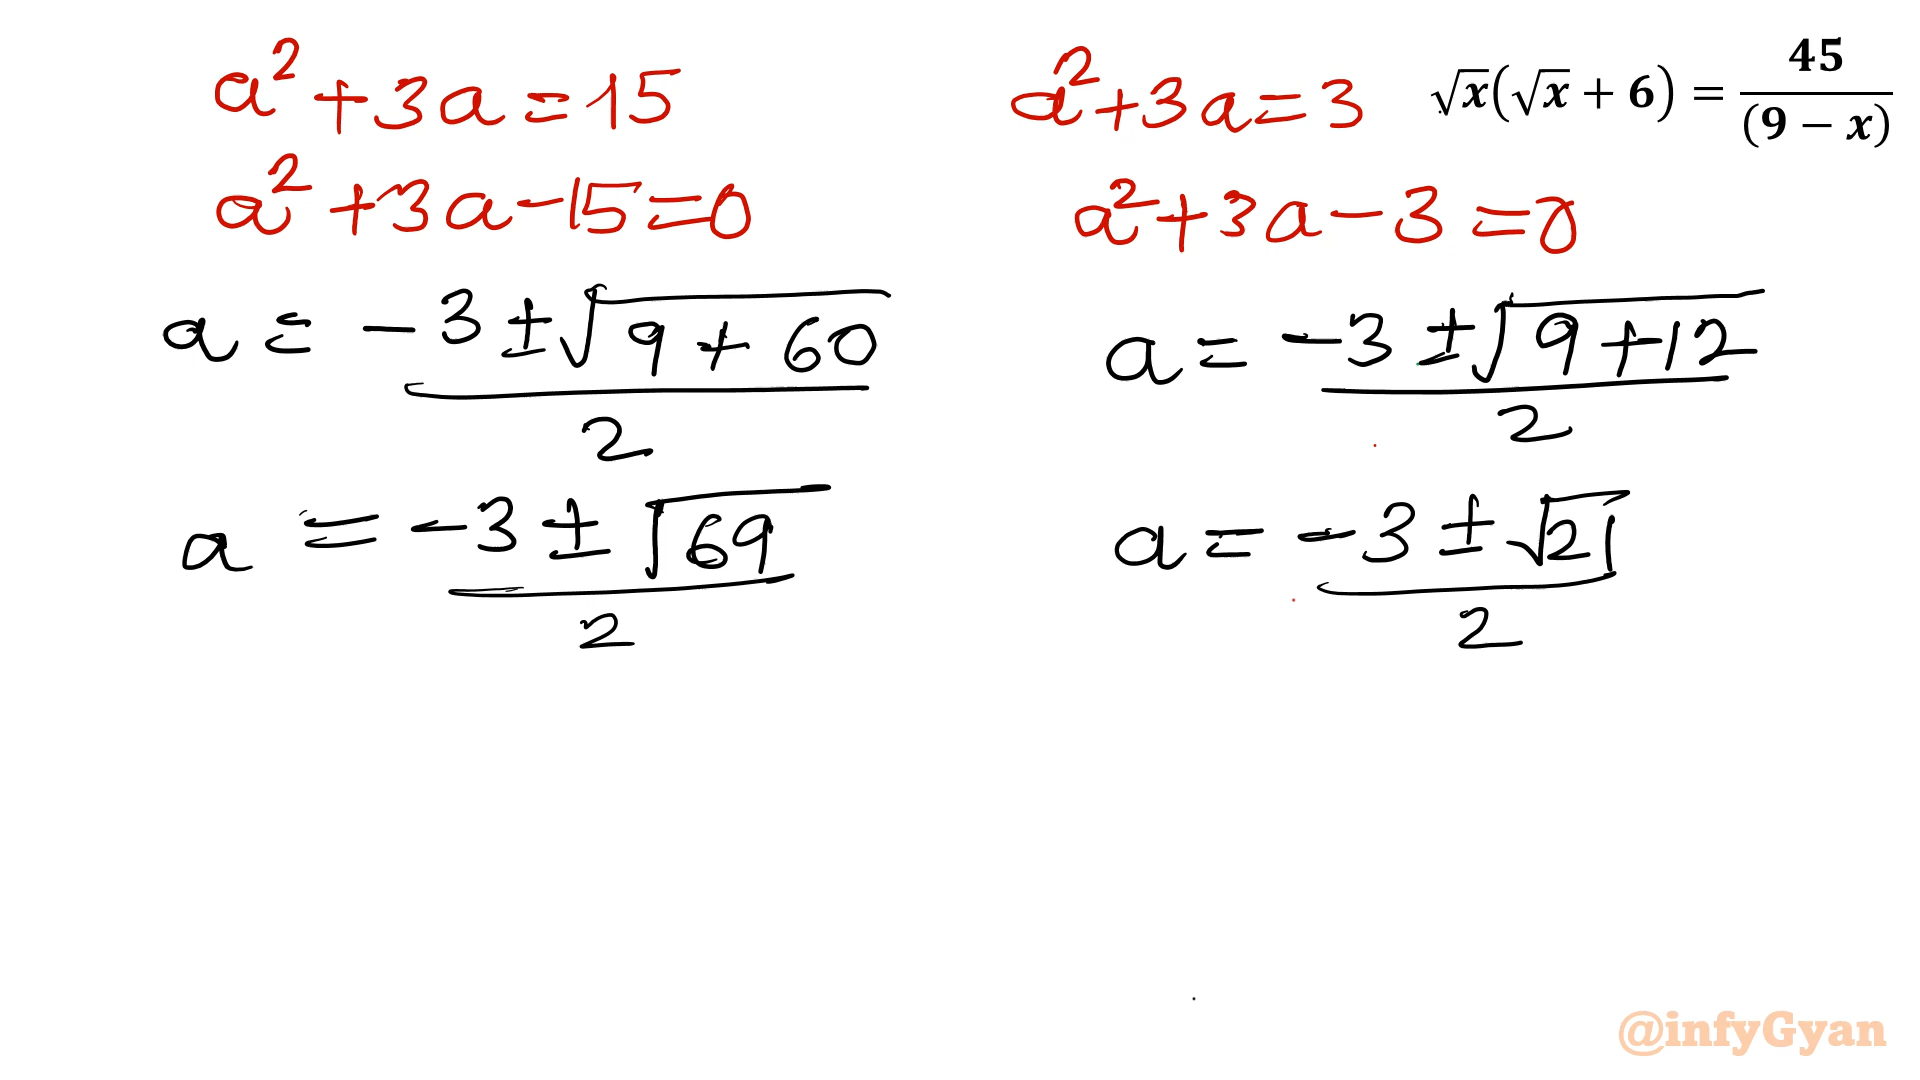 a² + 3a = 15
a² + 3a - 15 = 0
a = -3 ± √(9 + 60) / 2
a = -3 ± √69 / 2
a² + 3a = 3
a² + 3a - 3 = 0
a = -3 ± √(9 + 12) / 2
a = -3 ± √21 / 2
√x(√x + 6) = 45 / (9 − x)
@infyGyan